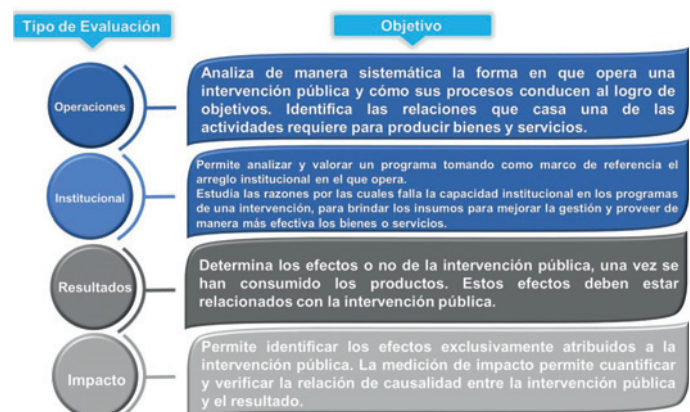 Tipo de Evaluación
Objetivo
Operaciones
Analiza de manera sistemática la forma en que opera una
intervención pública y cómo sus procesos conducen al logro de
objetivos. Identifica las relaciones que casa una de las
actividades requiere para producir bienes y servicios.
Institucional
Permite analizar y valorar un programa tomando como marco de referencia el
arreglo institucional en el que opera.
Estudia las razones por las cuales falla la capacidad institucional en los programas
de una intervención, para brindar los insumos para mejorar la gestión y proveer de
manera más efectiva los bienes o servicios.
Resultados
Determina los efectos o no de la intervención pública, una vez se
han consumido los productos. Estos efectos deben estar
relacionados con la intervención pública.
Impacto
Permite identificar los efectos exclusivamente atribuidos a la
intervención pública. La medición de impacto permite cuantificar
y verificar la relación de causalidad entre la intervención pública
y el resultado.